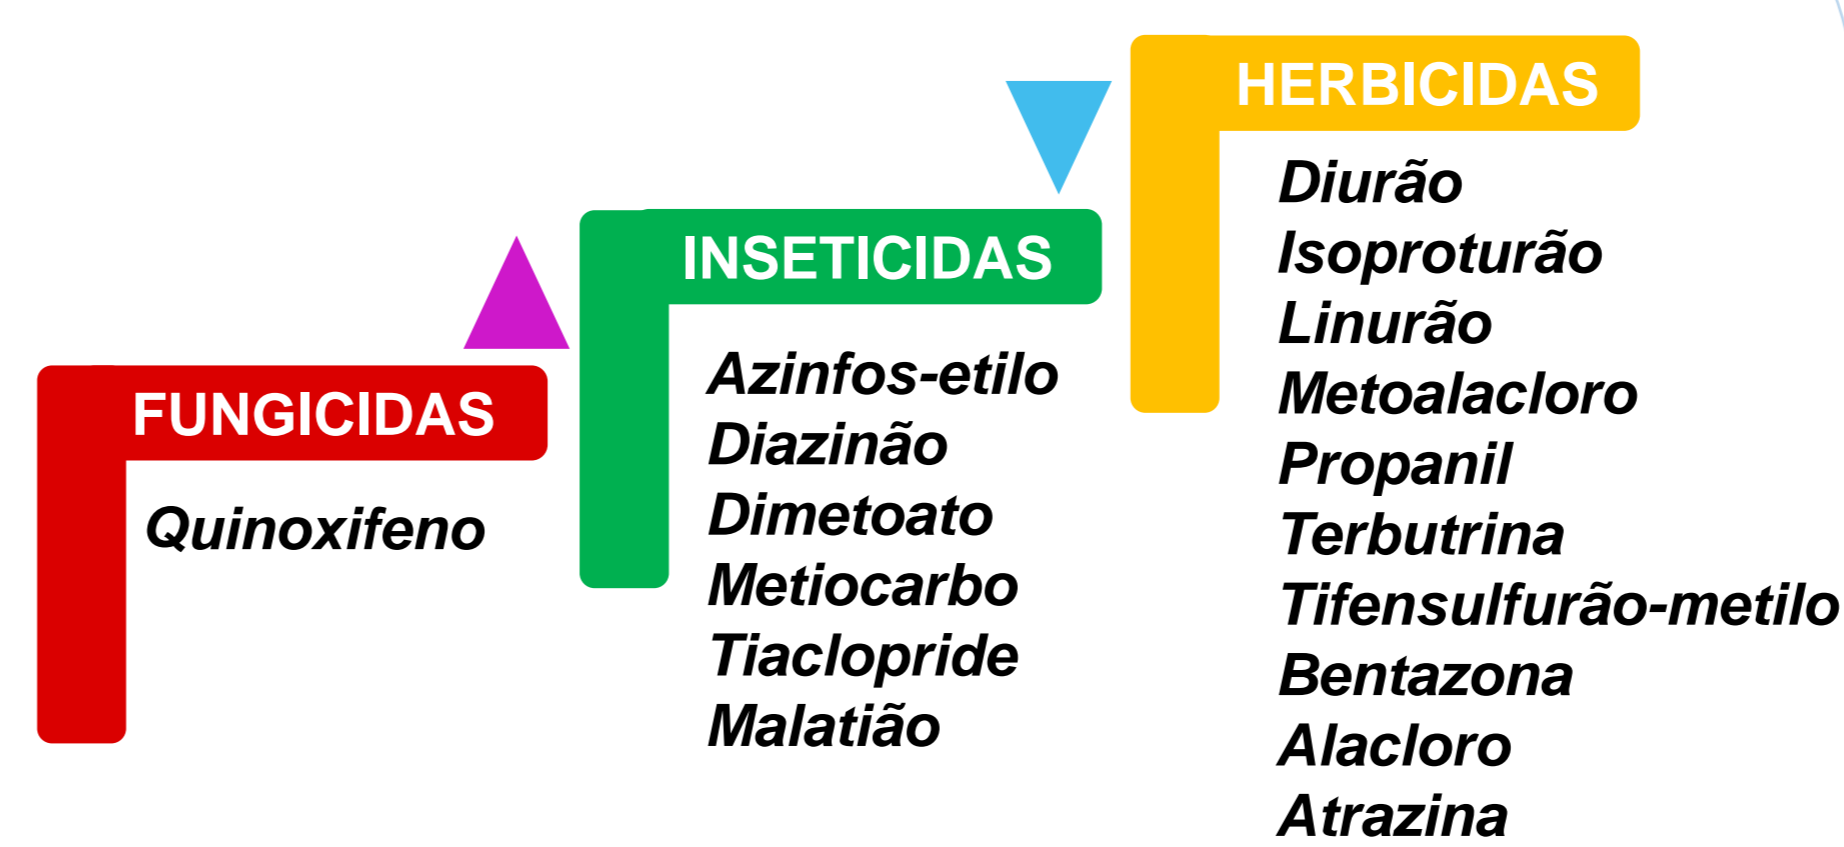 FUNGICIDAS
Quinoxifeno
INSETICIDAS
Azinfos-etilo
Diazinão
Dimetoato
Metiocarbo
Tiaclopride
Malatião
HERBICIDAS
Diurão
Isoproturão
Linurão
Metoalacloro
Propanil
Terbutrina
Tifensulfurão-metilo
Bentazona
Alacloro
Atrazina